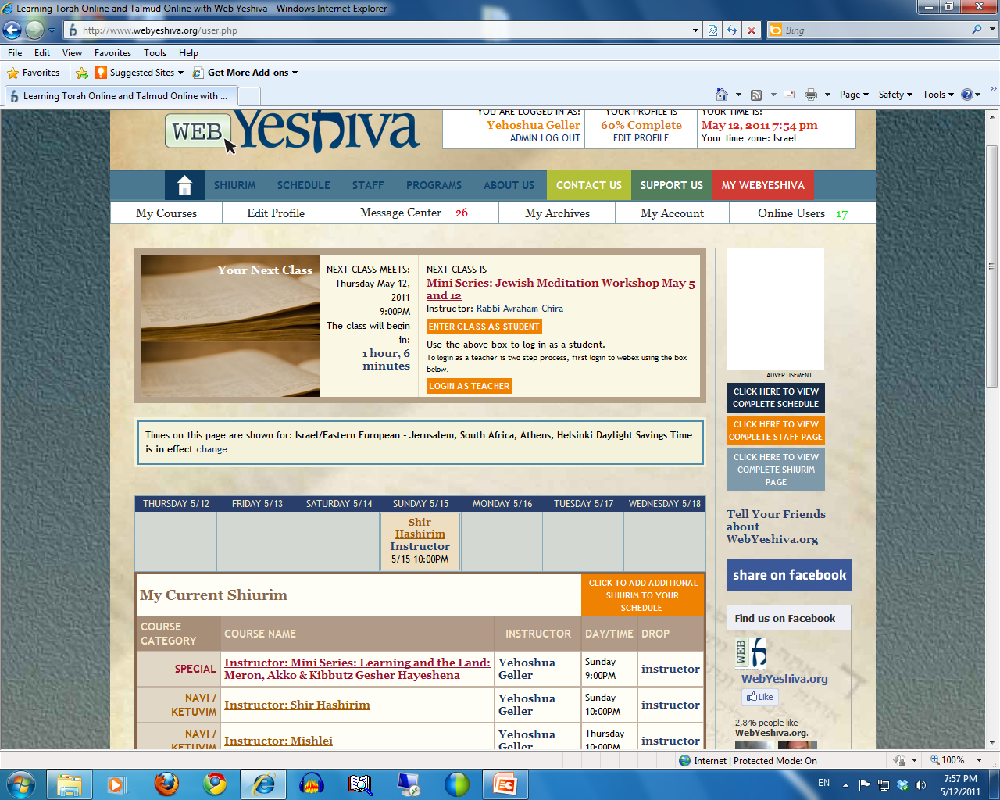 Learning Torah Online and Talmud Online with Web Yeshiva - Windows Internet Explorer
http://www.webyeshiva.org/user.php
Bing
File Edit View Favorites Tools Help
Favorites Suggested Sites Get More Add-ons
Learning Torah Online and Talmud Online with ...
Page Safety Tools
WEB Yeshiva
YOU ARE LOGGED IN AS:
Yehoshua Geller
ADMIN LOG OUT
YOUR PROFILE IS
60% Complete
EDIT PROFILE
YOUR TIME IS:
May 12, 2011 7:54 pm
Your time zone: Israel
SHIURIM SCHEDULE STAFF PROGRAMS ABOUT US CONTACT US SUPPORT US MY WEBYESHIVA
My Courses Edit Profile Message Center 26 My Archives My Account Online Users 17
Your Next Class
NEXT CLASS MEETS:
Thursday May 12,
2011
9:00PM
The class will begin
in:
1 hour, 6
minutes
NEXT CLASS IS
Mini Series: Jewish Meditation Workshop May 5
and 12
Instructor: Rabbi Avraham Chira
ENTER CLASS AS STUDENT
Use the above box to log in as a student.
To login as a teacher is two step process, first login to webex using the box
below.
LOGIN AS TEACHER
ADVERTISEMENT
CLICK HERE TO VIEW
COMPLETE SCHEDULE
CLICK HERE TO VIEW
COMPLETE STAFF PAGE
CLICK HERE TO VIEW
COMPLETE SHIURIM
PAGE
Times on this page are shown for: Israel/Eastern European - Jerusalem, South Africa, Athens, Helsinki Daylight Savings Time
is in effect change
THURSDAY 5/12 FRIDAY 5/13 SATURDAY 5/14 SUNDAY 5/15 MONDAY 5/16 TUESDAY 5/17 WEDNESDAY 5/18
Shir
Hashirim
Instructor
5/15 10:00PM
Tell Your Friends
about
WebYeshiva.org
share on facebook
My Current Shiurim
CLICK TO ADD ADDITIONAL
SHIURIM TO YOUR
SCHEDULE
COURSE
CATEGORY
COURSE NAME INSTRUCTOR DAY/TIME DROP
SPECIAL
Instructor: Mini Series: Learning and the Land:
Meron, Akko & Kibbutz Gesher Hayeshena
Yehoshua
Geller
Sunday
9:00PM
instructor
NAVI /
KETUVIM
Instructor: Shir Hashirim
Yehoshua
Geller
Sunday
10:00PM
instructor
NAVI /
KETUVIM
Instructor: Mishlei
Yehoshua
Geller
Thursday
10:00PM
instructor
Find us on Facebook
WEB
WebYeshiva.org
Like
2,846 people like
WebYeshiva.org.
Internet | Protected Mode: On
100%
EN
7:57 PM
5/12/2011